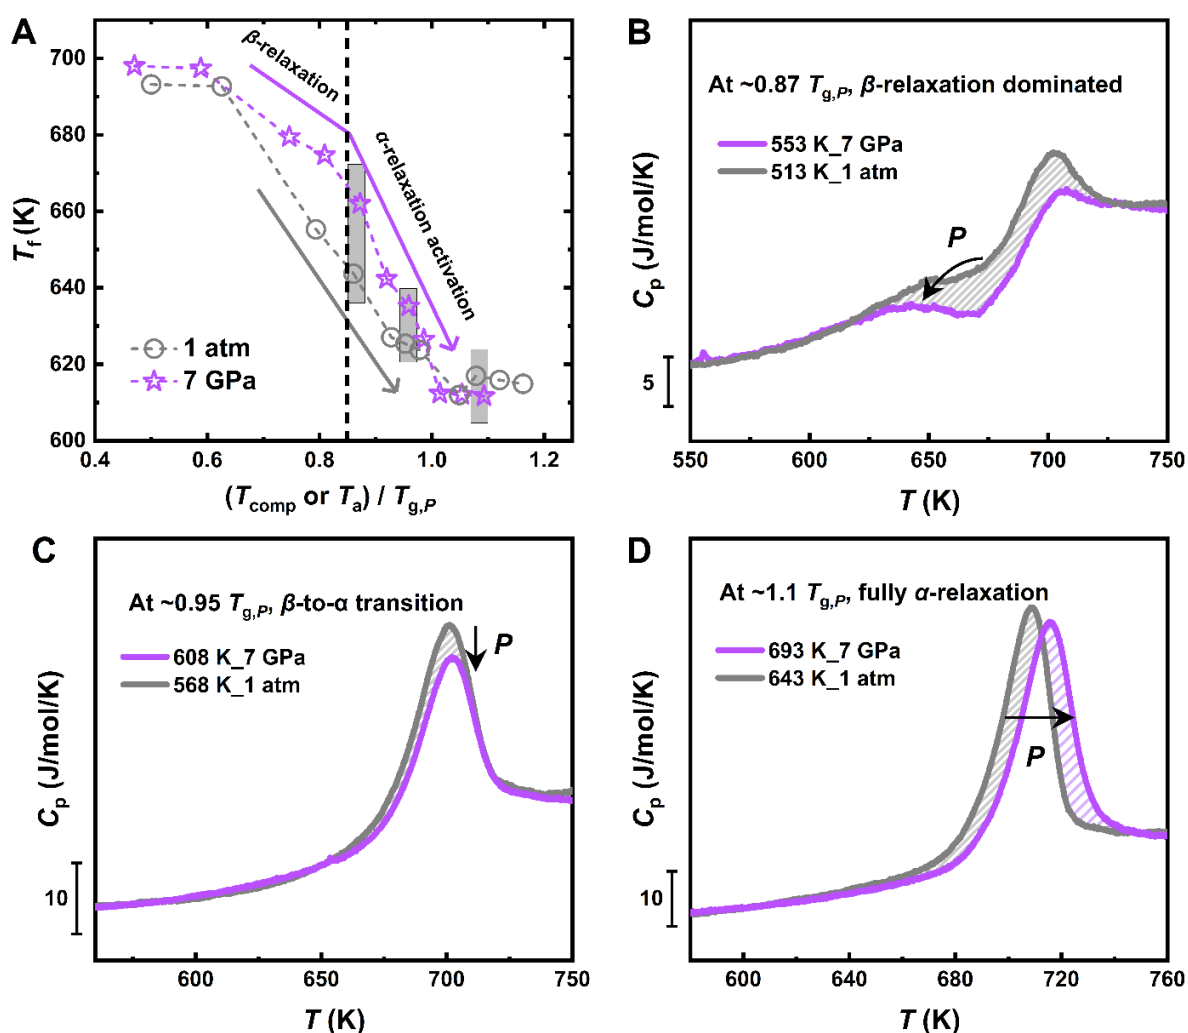 A
700
680
660
640
620
600
T_f (K)
β-relaxation
α-relaxation activation
1 atm
7 GPa
0.4 0.6 0.8 1.0 1.2
(T_comp or T_a) / T_g,P
B
At ~0.87 T_g,P, β-relaxation dominated
553 K_7 GPa
513 K_1 atm
P
C_p (J/mol/K)
5
550 600 650 700 750
T (K)
C
At ~0.95 T_g,P, β-to-α transition
608 K_7 GPa
568 K_1 atm
P
C_p (J/mol/K)
10
600 650 700 750
T (K)
D
At ~1.1 T_g,P, fully α-relaxation
693 K_7 GPa
643 K_1 atm
P
C_p (J/mol/K)
10
600 640 680 720 760
T (K)